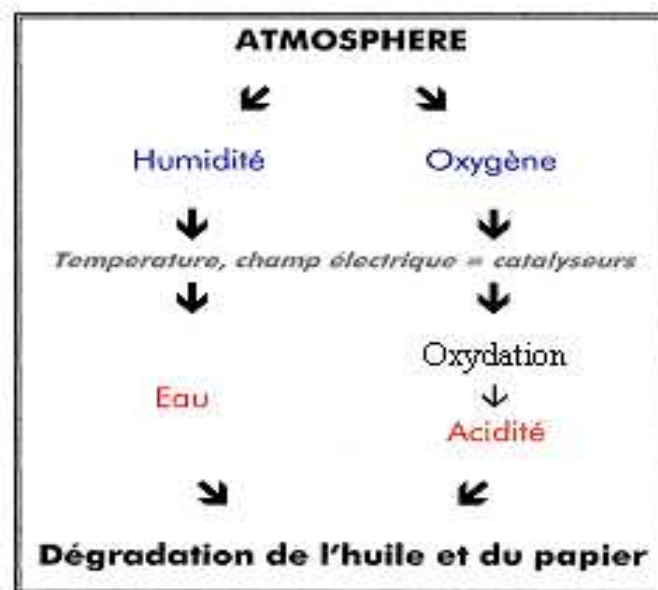 ATMOSPHERE
Humidité Oxygène
Temperature, champ électrique = catalyseurs
Oxydation
Eau
Acidité
Dégradation de l'huile et du papier